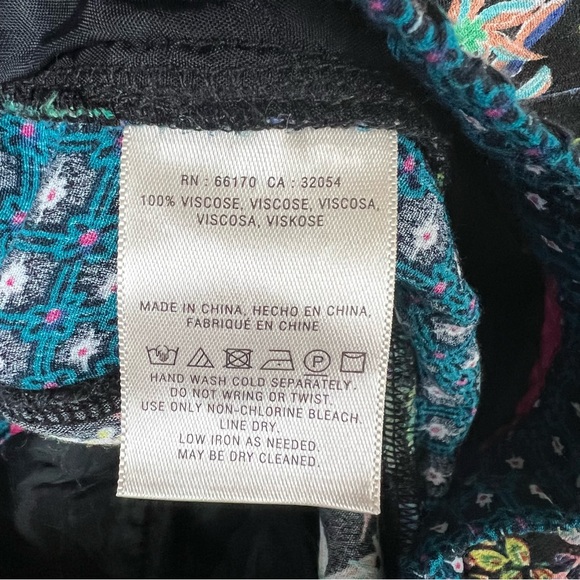 RN : 66170 CA : 32054
100% VISCOSE, VISCOSE, VISCOSA,
VISCOSA, VISKOSE
MADE IN CHINA, HECHO EN CHINA,
FABRIQUÉ EN CHINE
HAND WASH COLD SEPARATELY.
DO NOT WRING OR TWIST.
USE ONLY NON-CHLORINE BLEACH.
LINE DRY.
LOW IRON AS NEEDED.
MAY BE DRY CLEANED.